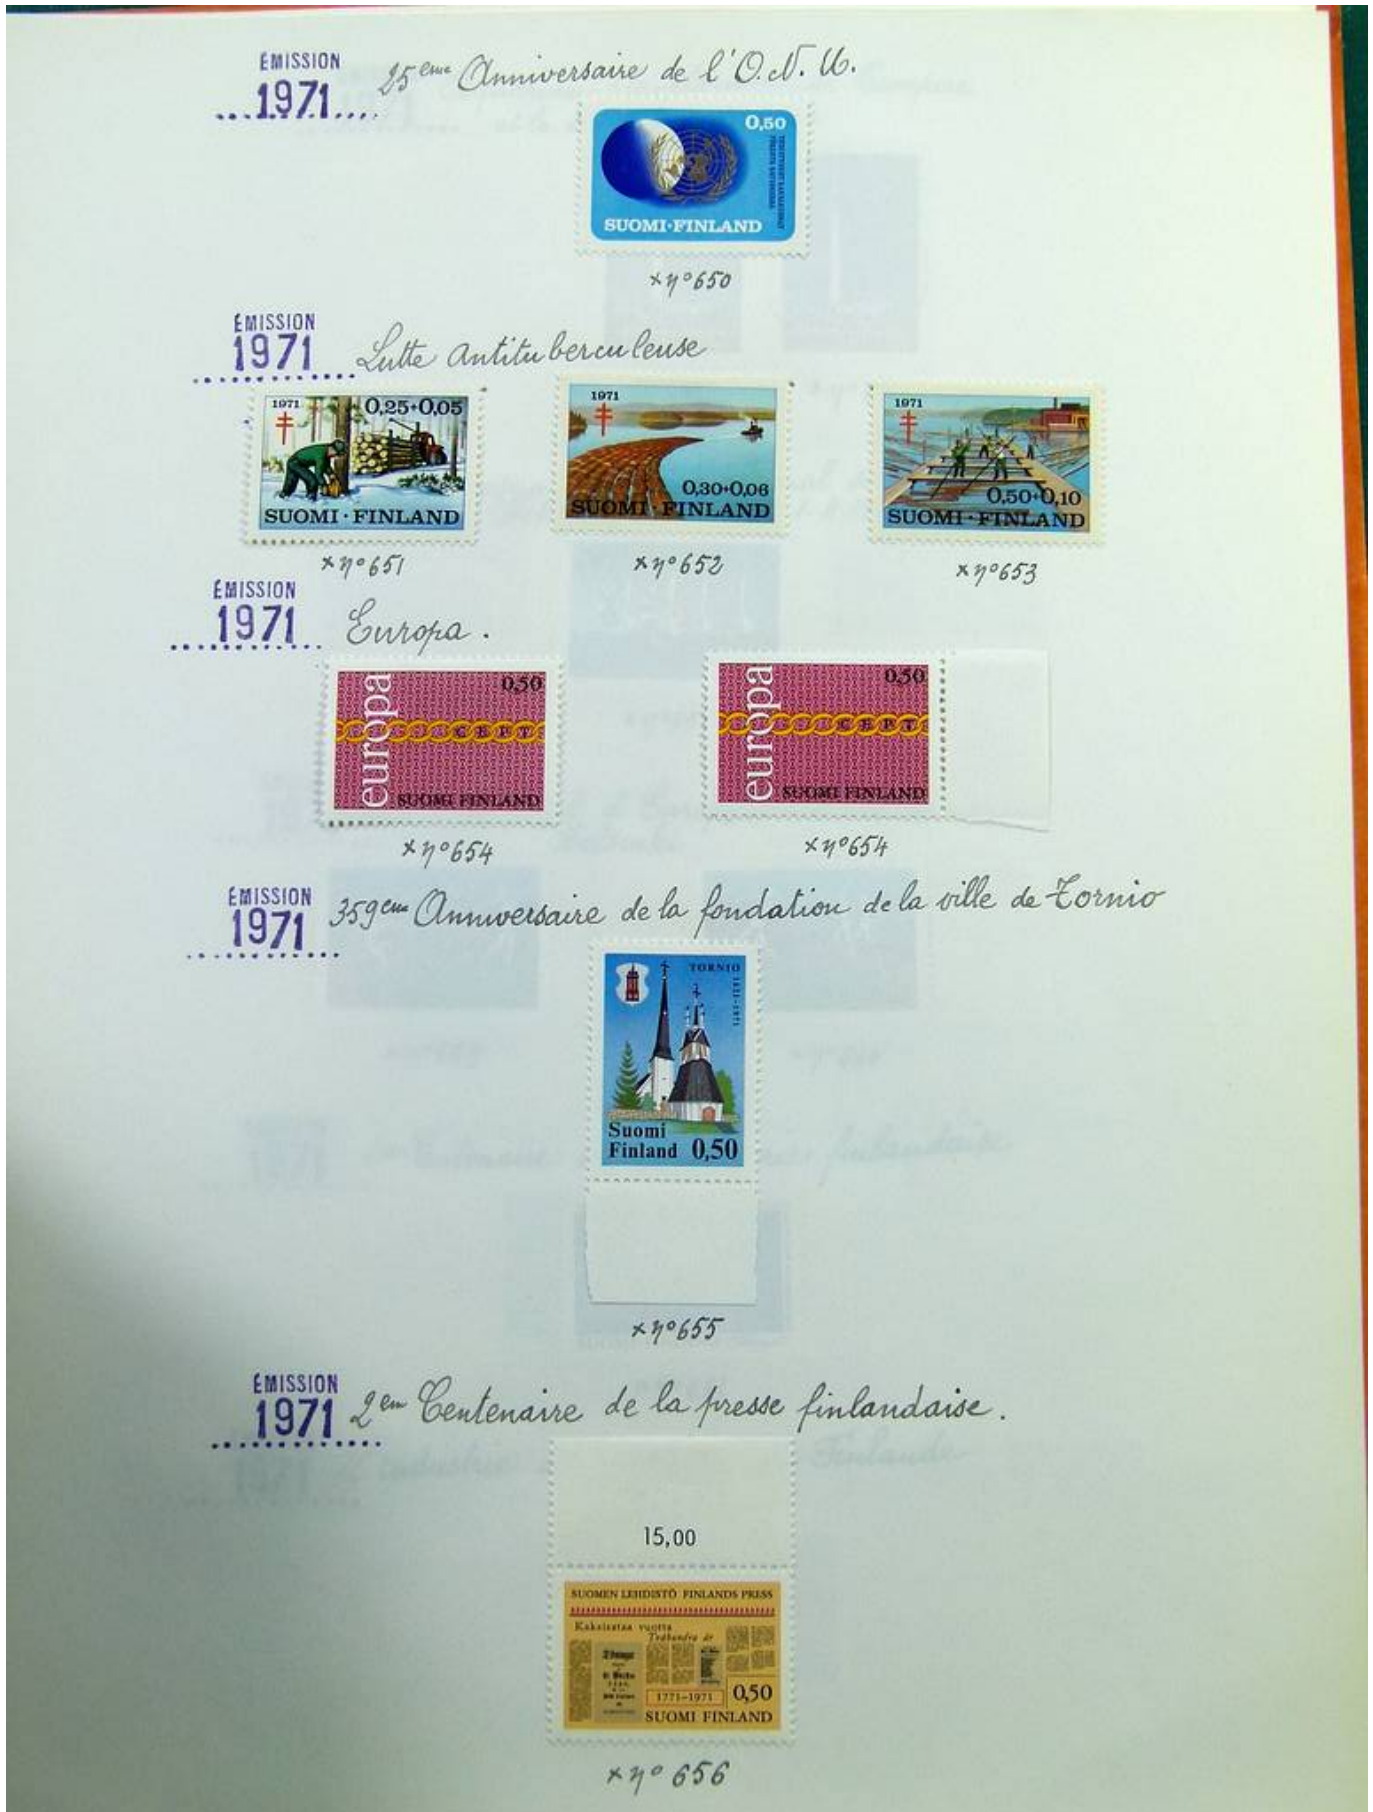 ÉMISSION
1971
25eme Anniversaire de l'O.N.U.
0,50
SUOMI·FINLAND
x n°650
ÉMISSION
1971
Lutte antituberculeuse
1971 0,25+0,05
SUOMI·FINLAND
1971
0,30+0,06
SUOMI·FINLAND
1971
0,50+0,10
SUOMI·FINLAND
x n°651
x n°652
x n°653
ÉMISSION
1971
Europa.
0,50
europa
CEPT
SUOMI FINLAND
0,50
europa
CEPT
SUOMI FINLAND
x n°654
x n°654
ÉMISSION
1971
359eme Anniversaire de la fondation de la ville de Tornio
TORNIO
1621-1971
Suomi
Finland 0,50
x n°655
ÉMISSION
1971
2em Centenaire de la presse finlandaise.
15,00
SUOMEN LEHDISTÖ FINLANDS PRESS
Kaksisataa vuotta
Tvåhundra år
1771-1971 0,50
SUOMI FINLAND
x n° 656